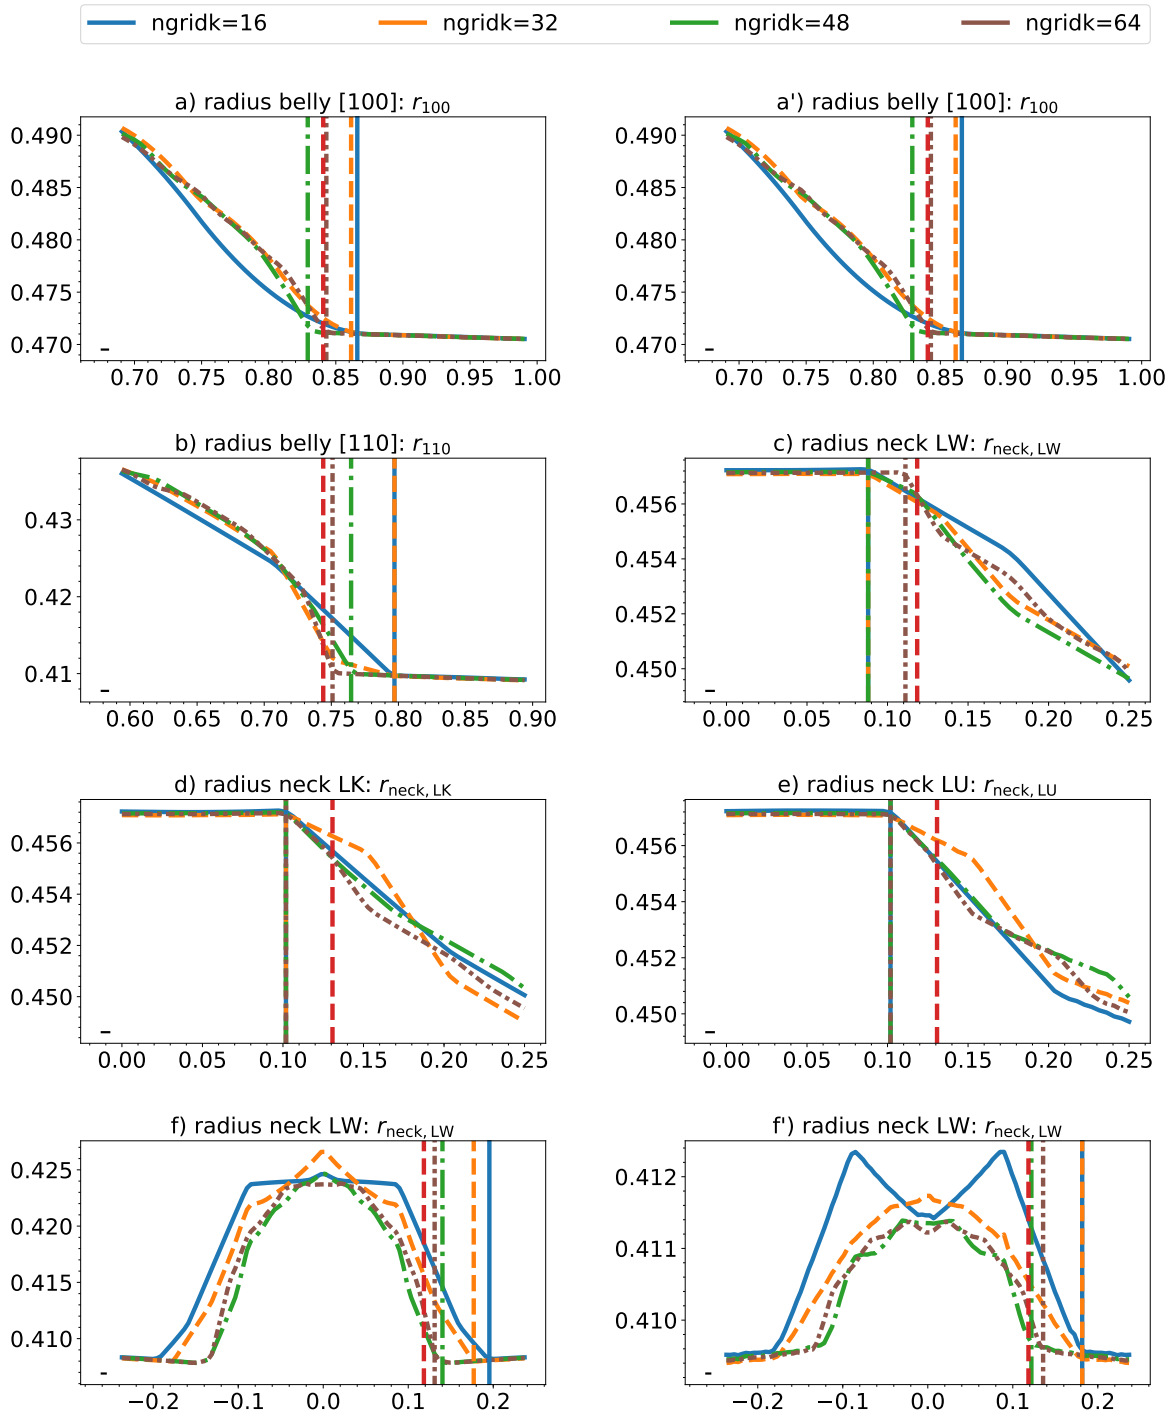 ngridk=16 ngridk=32 ngridk=48 ngridk=64
a) radius belly [100]: r100
a') radius belly [100]: r100
0.490
0.485
0.480
0.475
0.470
0.70 0.75 0.80 0.85 0.90 0.95 1.00
0.490
0.485
0.480
0.475
0.470
0.70 0.75 0.80 0.85 0.90 0.95 1.00
b) radius belly [110]: r110
c) radius neck LW: rneck, LW
0.43
0.42
0.41
0.60 0.65 0.70 0.75 0.80 0.85 0.90
0.456
0.454
0.452
0.450
0.00 0.05 0.10 0.15 0.20 0.25
d) radius neck LK: rneck, LK
e) radius neck LU: rneck, LU
0.456
0.454
0.452
0.450
0.00 0.05 0.10 0.15 0.20 0.25
0.456
0.454
0.452
0.450
0.00 0.05 0.10 0.15 0.20 0.25
f) radius neck LW: rneck, LW
f') radius neck LW: rneck, LW
0.425
0.420
0.415
0.410
−0.2 −0.1 0.0 0.1 0.2
0.412
0.411
0.410
−0.2 −0.1 0.0 0.1 0.2